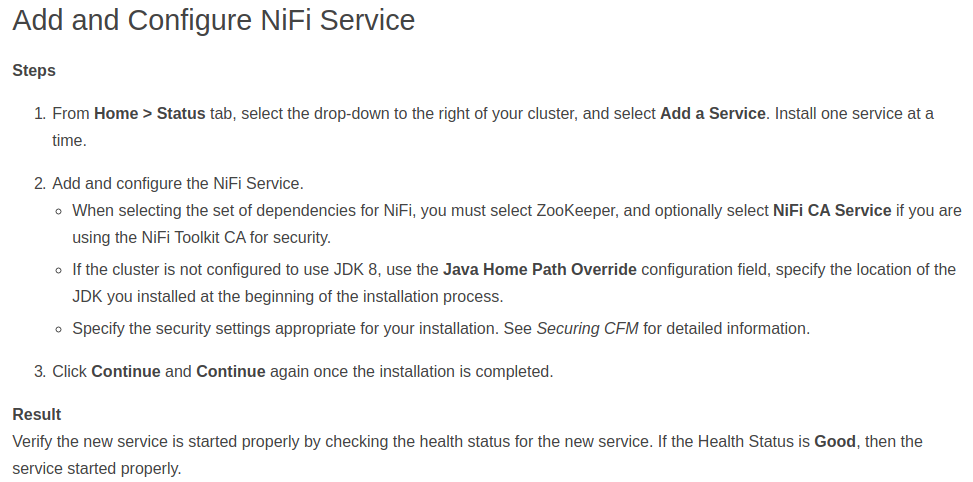 Add and Configure NiFi Service
Steps
1. From Home > Status tab, select the drop-down to the right of your cluster, and select Add a Service. Install one service at a
time.
2. Add and configure the NiFi Service.
◦ When selecting the set of dependencies for NiFi, you must select ZooKeeper, and optionally select NiFi CA Service if you are
using the NiFi Toolkit CA for security.
◦ If the cluster is not configured to use JDK 8, use the Java Home Path Override configuration field, specify the location of the
JDK you installed at the beginning of the installation process.
◦ Specify the security settings appropriate for your installation. See Securing CFM for detailed information.
3. Click Continue and Continue again once the installation is completed.
Result
Verify the new service is started properly by checking the health status for the new service. If the Health Status is Good, then the
service started properly.